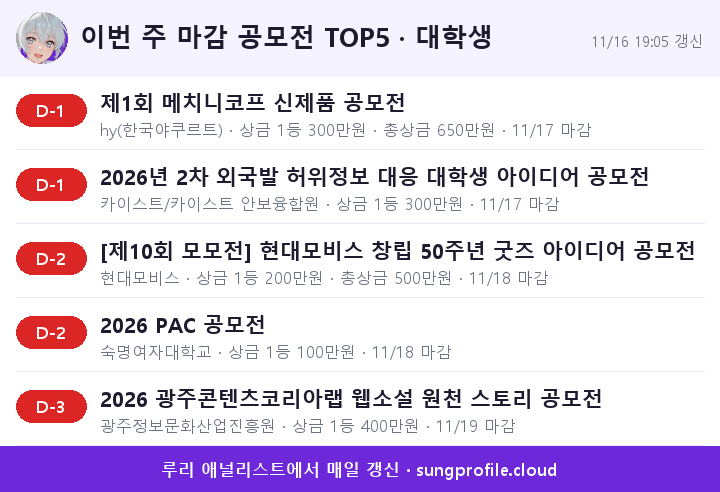 이번 주 마감 공모전 TOP5 · 대학생
11/16 19:05 갱신
D-1
제1회 메치니코프 신제품 공모전
hy(한국야쿠르트) · 상금 1등 300만원 · 총상금 650만원 · 11/17 마감
D-1
2026년 2차 외국발 허위정보 대응 대학생 아이디어 공모전
카이스트/카이스트 안보융합원 · 상금 1등 300만원 · 11/17 마감
D-2
[제10회 모모전] 현대모비스 창립 50주년 굿즈 아이디어 공모전
현대모비스 · 상금 1등 200만원 · 총상금 500만원 · 11/18 마감
D-2
2026 PAC 공모전
숙명여자대학교 · 상금 1등 100만원 · 11/18 마감
D-3
2026 광주콘텐츠코리아랩 웹소설 원천 스토리 공모전
광주정보문화산업진흥원 · 상금 1등 400만원 · 11/19 마감
루리 애널리스트에서 매일 갱신 · sungprofile.cloud